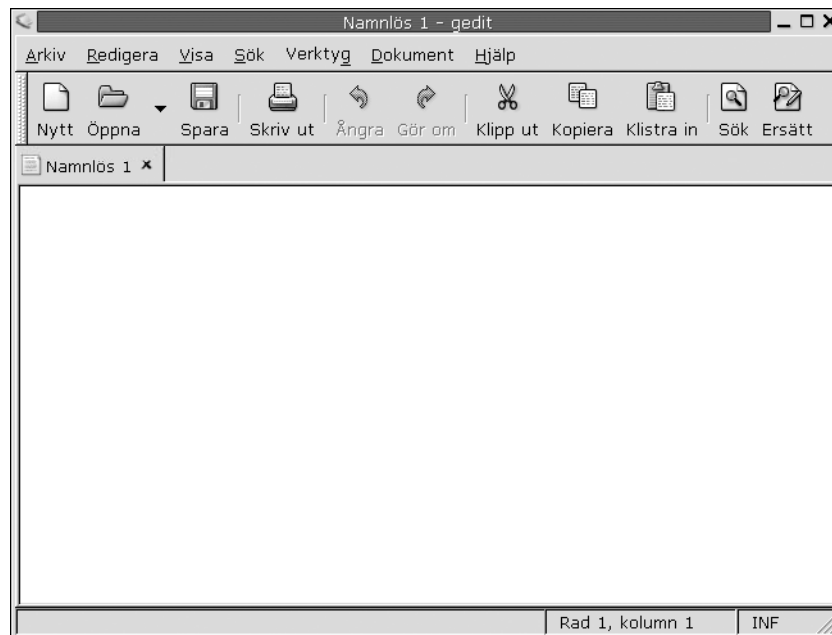 Namnlös 1 - gedit
Arkiv Redigera Visa Sök Verktyg Dokument Hjälp
Nytt Öppna Spara Skriv ut Ångra Gör om Klipp ut Kopiera Klistra in Sök Ersätt
Namnlös 1
Rad 1, kolumn 1 INF